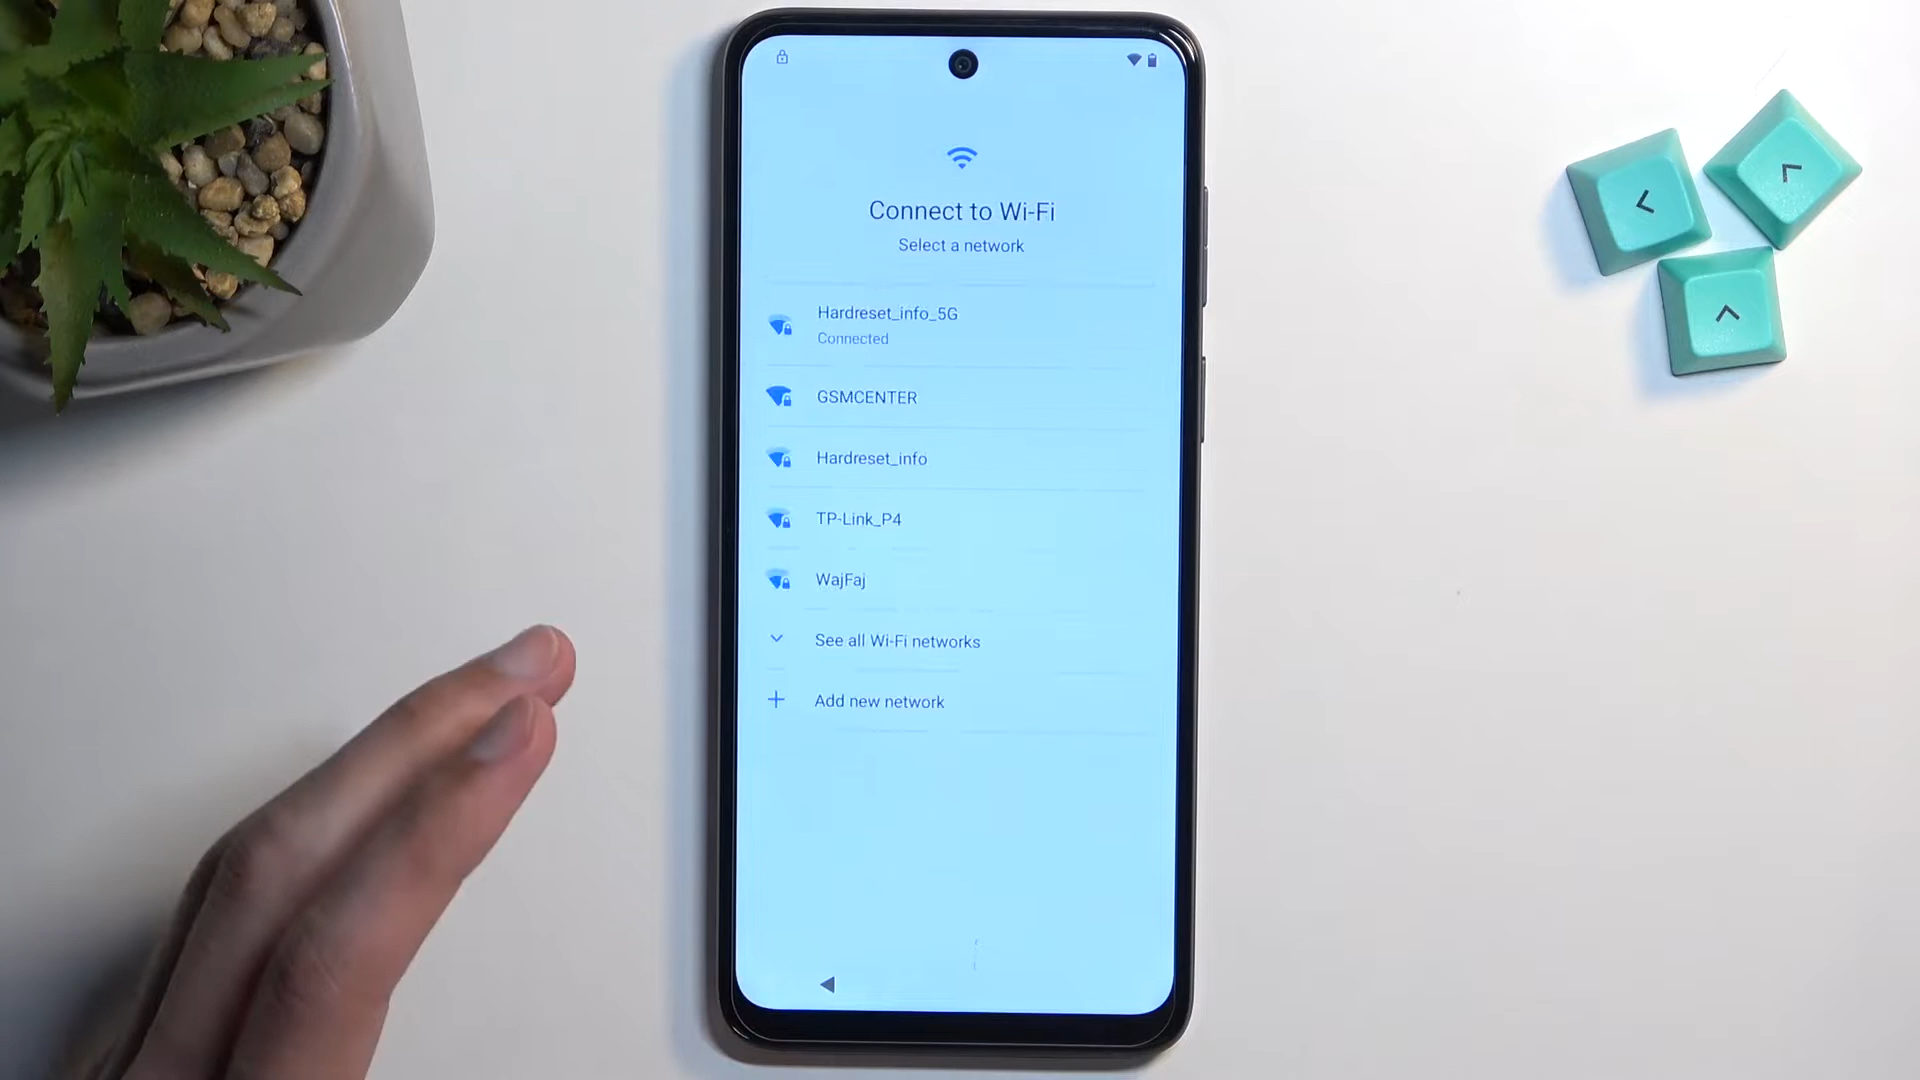 Connect to Wi-Fi
Select a network
Hardreset_info_5G
Connected
GSMCENTER
Hardreset_info
TP-Link_P4
WajFaj
See all Wi-Fi networks
Add new network